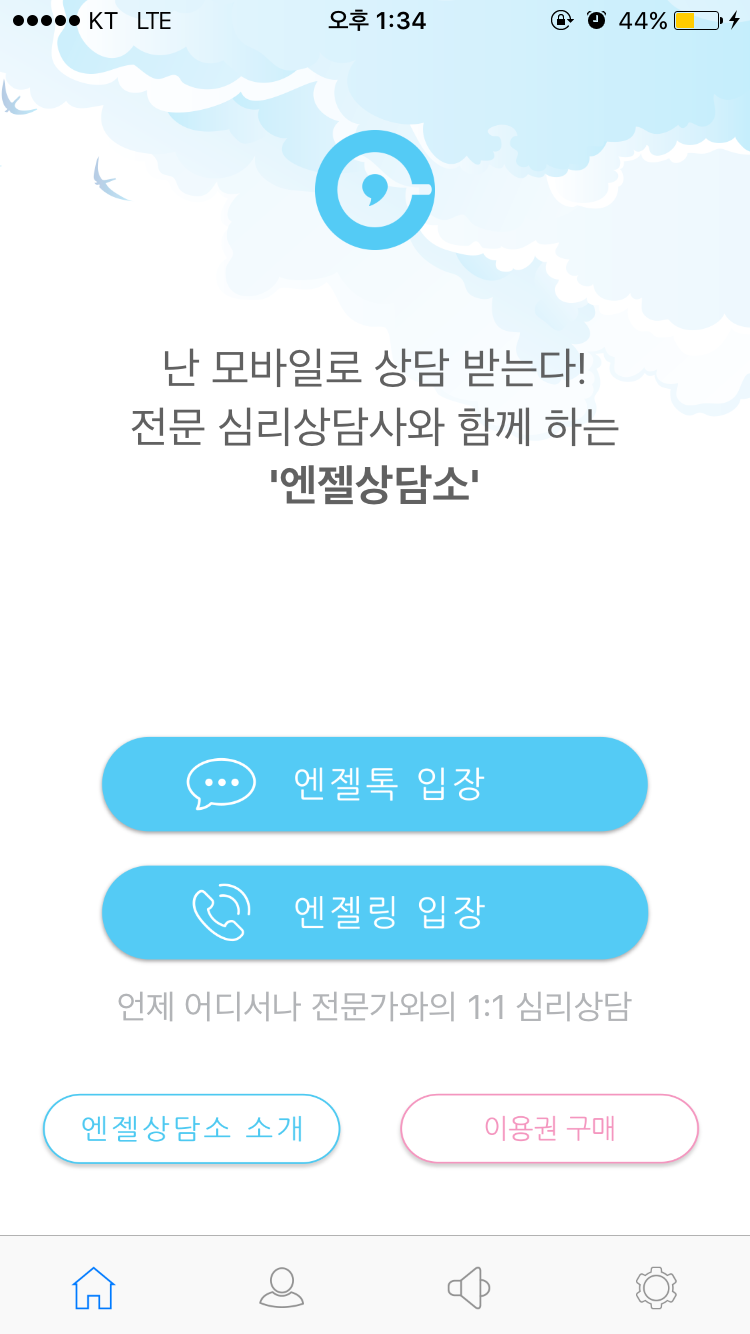 KT LTE 오후 1:34 44%
난 모바일로 상담 받는다!
전문 심리상담사와 함께 하는
'엔젤상담소'
엔젤톡 입장
엔젤링 입장
언제 어디서나 전문가와의 1:1 심리상담
엔젤상담소 소개
이용권 구매